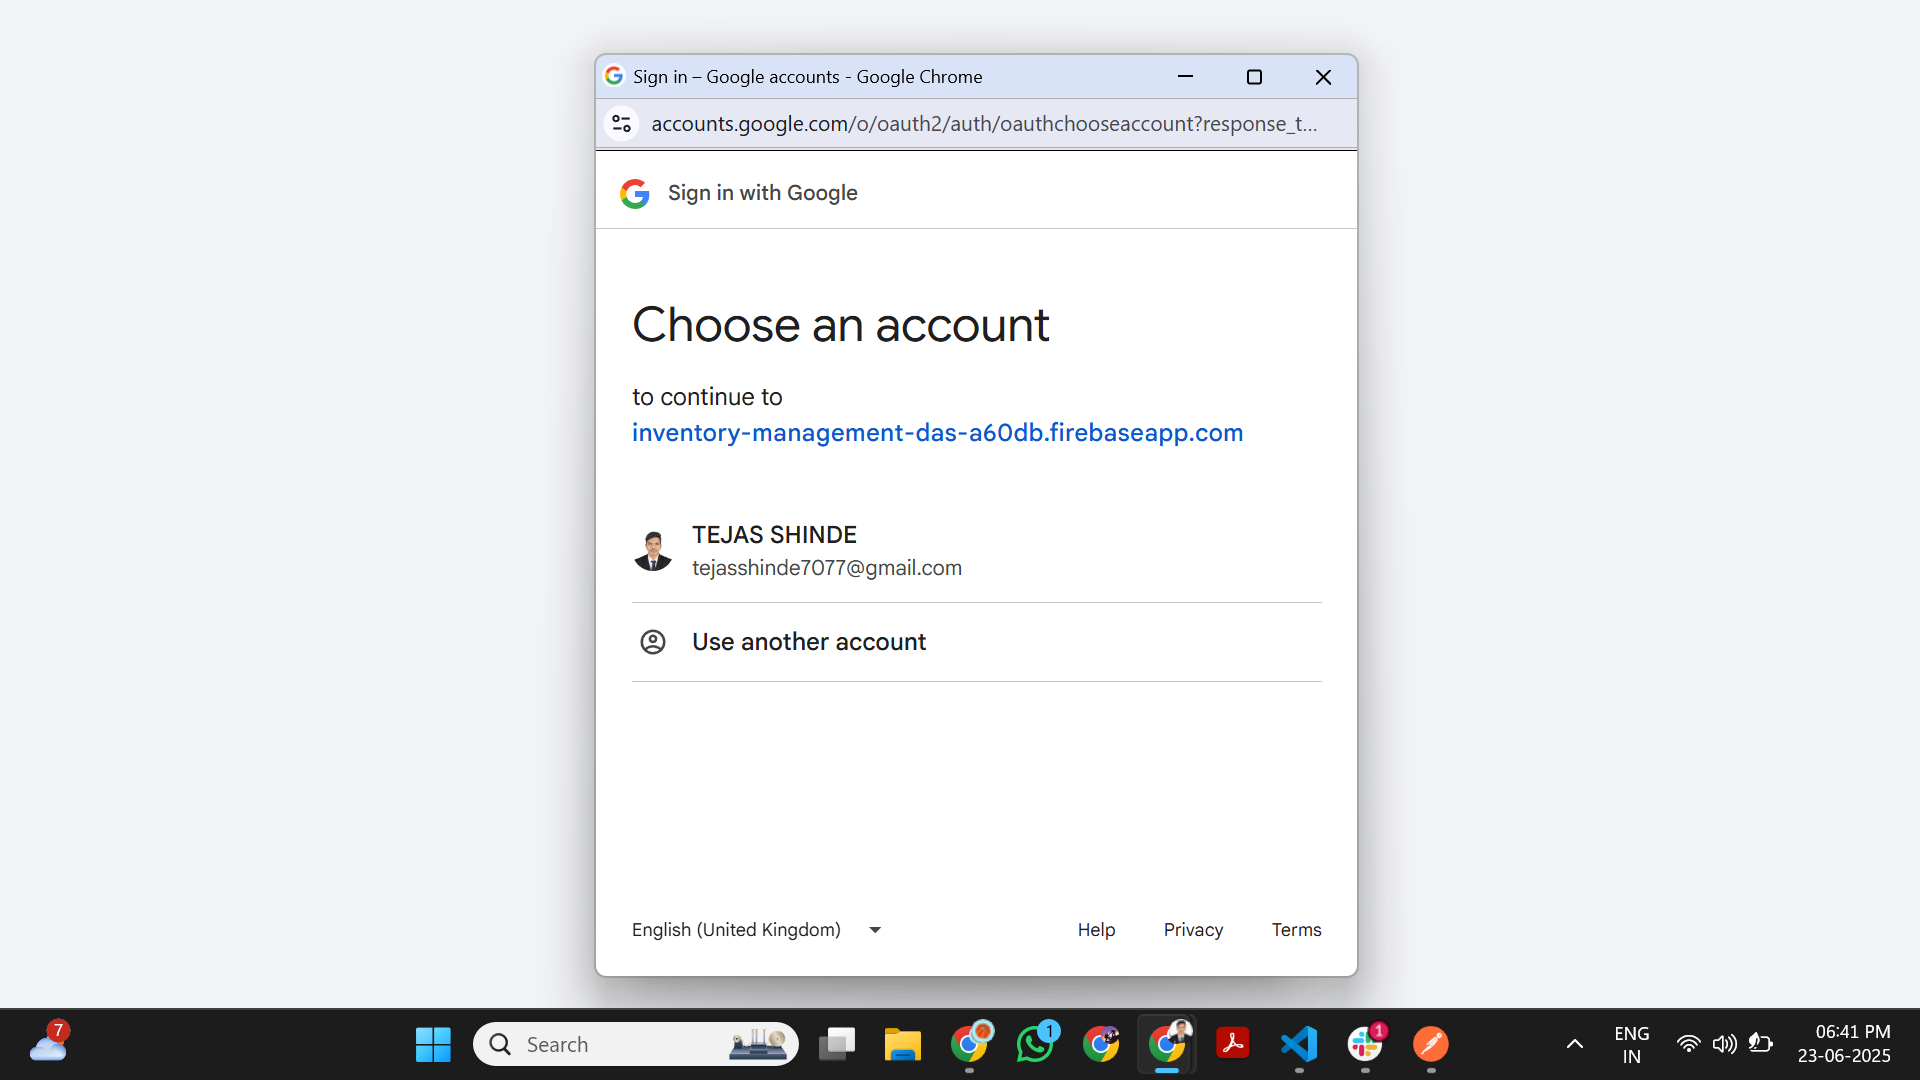 Sign in – Google accounts - Google Chrome
accounts.google.com/o/oauth2/auth/oauthchooseaccount?response_t...
Sign in with Google
Choose an account
to continue to
inventory-management-das-a60db.firebaseapp.com
TEJAS SHINDE
tejasshinde7077@gmail.com
Use another account
English (United Kingdom)
Help
Privacy
Terms
7
Search
1
1
ENG
IN
06:41 PM
23-06-2025